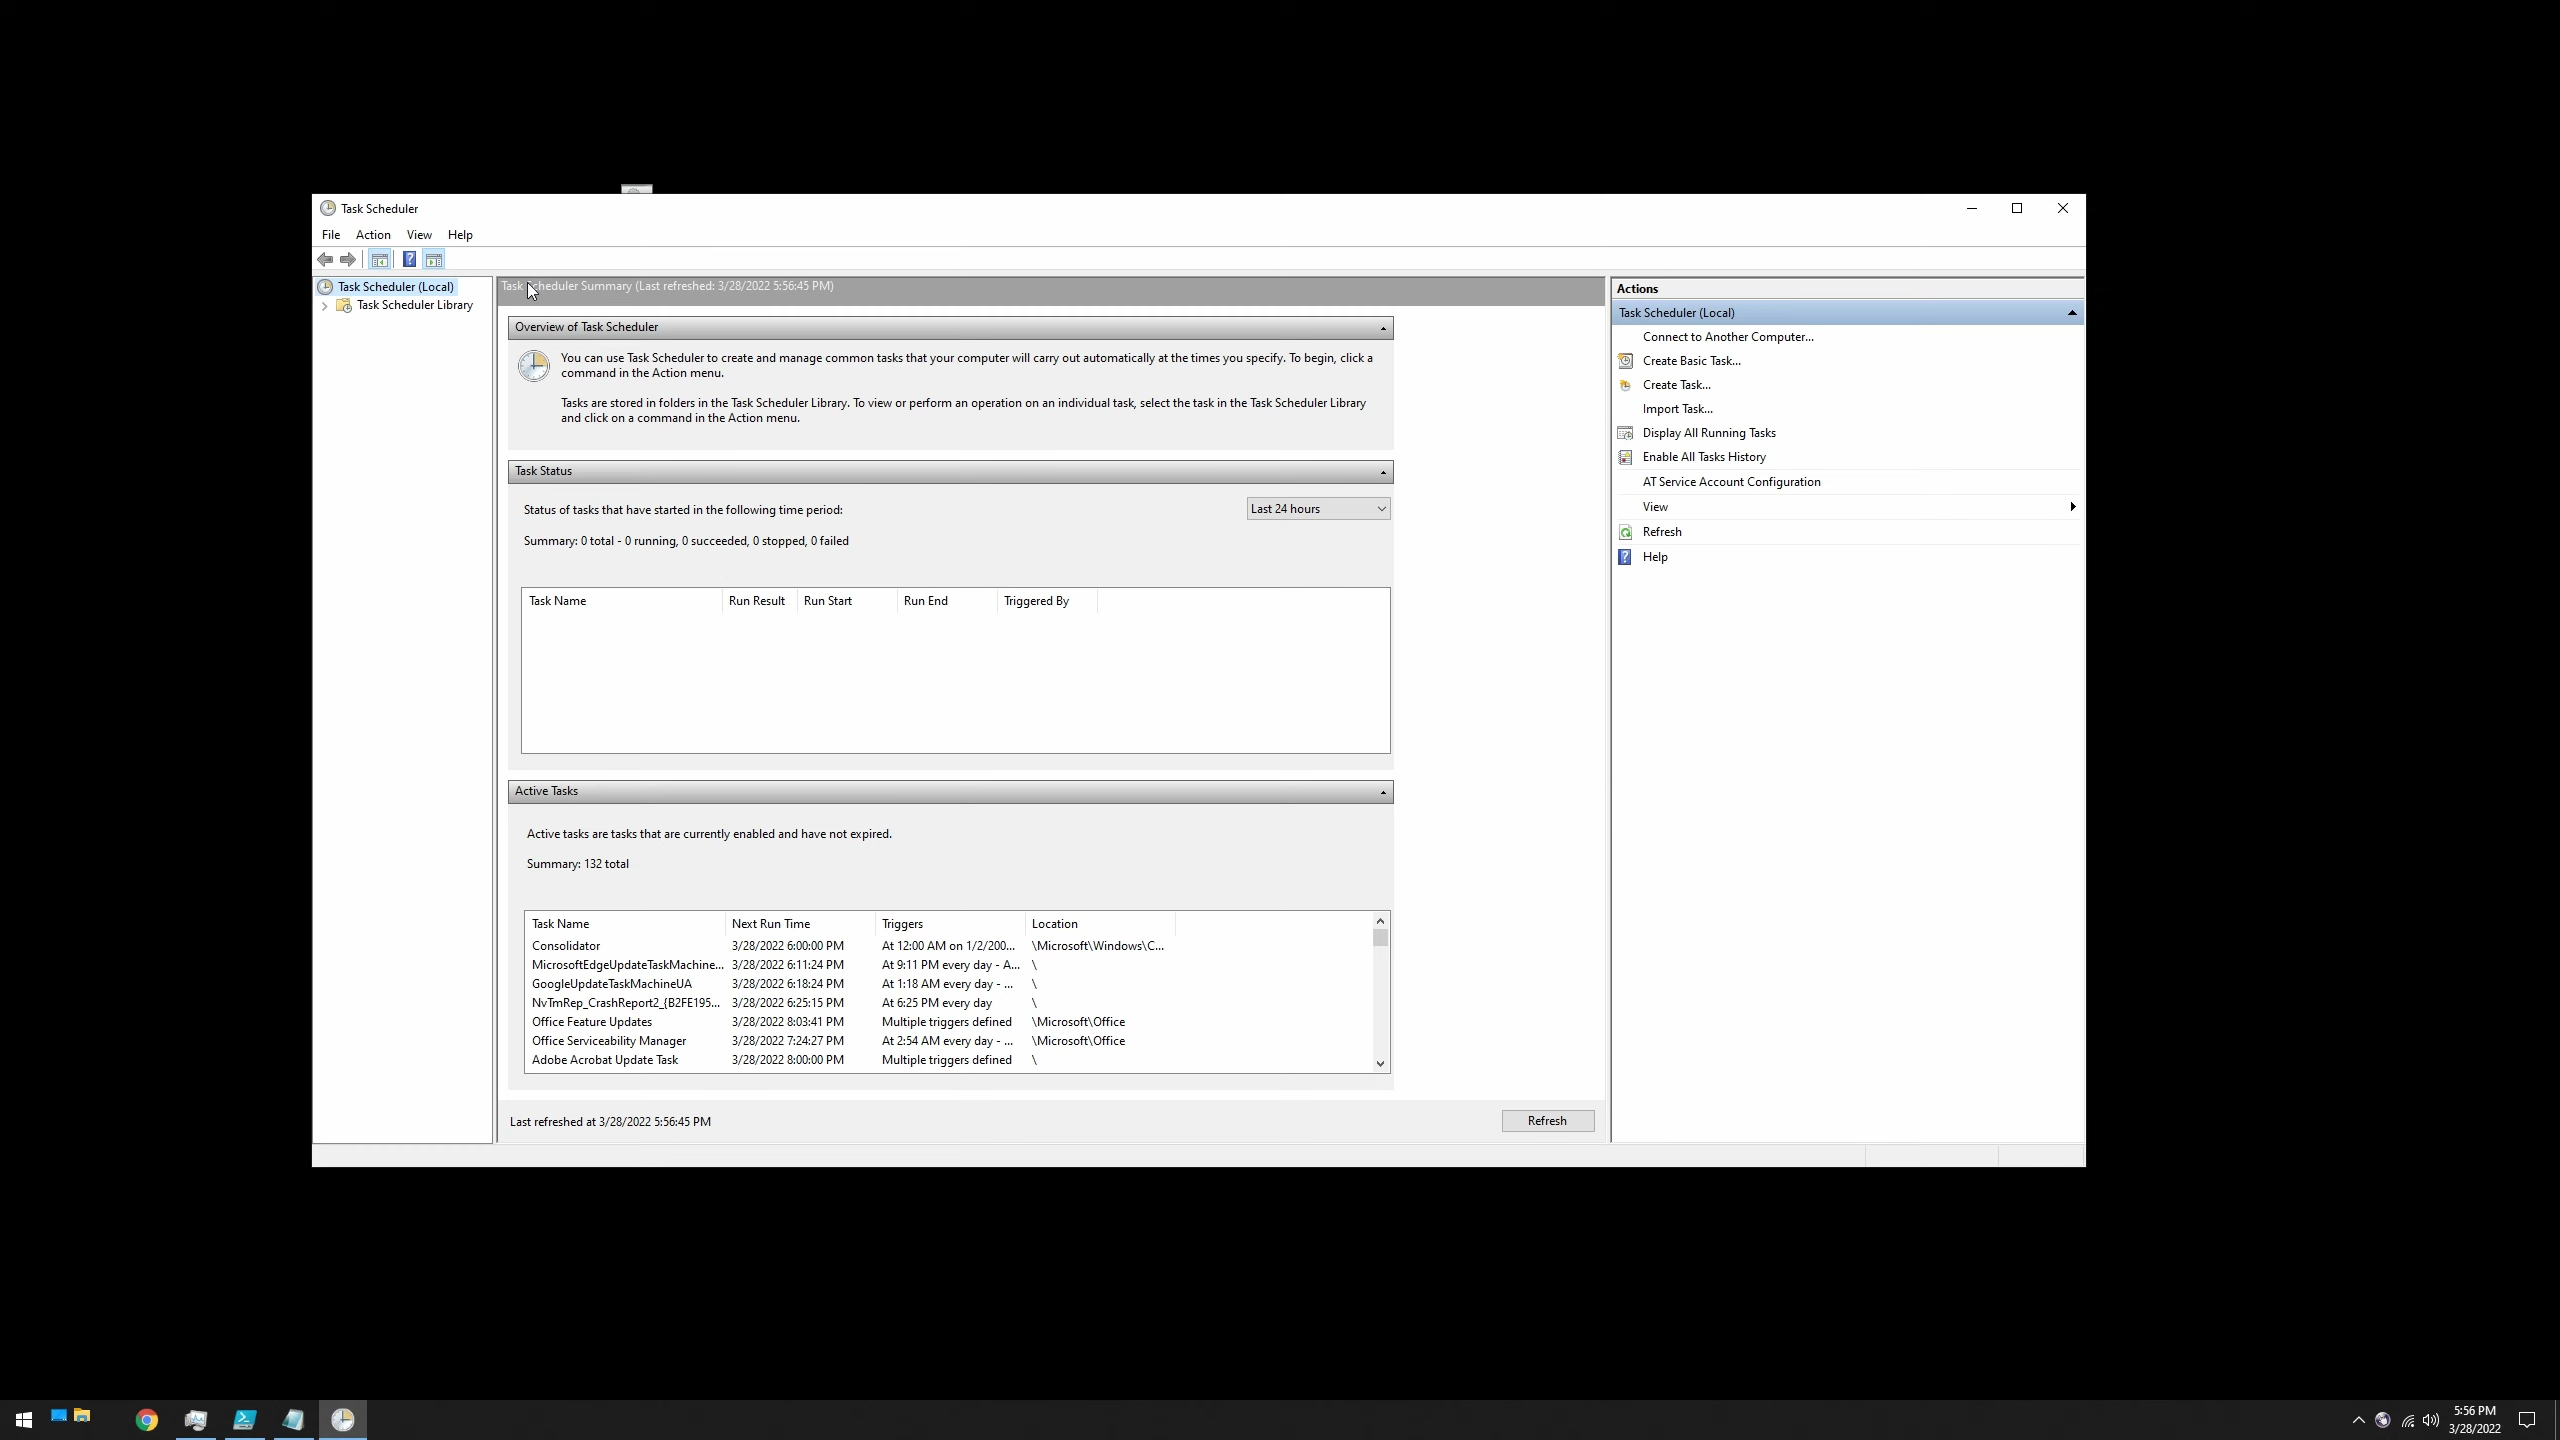 Task Scheduler
File Action View Help
Task Scheduler (Local)
Task Scheduler Library
Task Scheduler Summary (Last refreshed: 3/28/2022 5:56:45 PM)
Overview of Task Scheduler
You can use Task Scheduler to create and manage common tasks that your computer will carry out automatically at the times you specify. To begin, click a
command in the Action menu.
Tasks are stored in folders in the Task Scheduler Library. To view or perform an operation on an individual task, select the task in the Task Scheduler Library
and click on a command in the Action menu.
Task Status
Status of tasks that have started in the following time period:
Last 24 hours
Summary: 0 total - 0 running, 0 succeeded, 0 stopped, 0 failed
Task Name Run Result Run Start Run End Triggered By
Active Tasks
Active tasks are tasks that are currently enabled and have not expired.
Summary: 132 total
Task Name Next Run Time Triggers Location
Consolidator 3/28/2022 6:00:00 PM At 12:00 AM on 1/2/200... \Microsoft\Windows\C...
MicrosoftEdgeUpdateTaskMachine... 3/28/2022 6:11:24 PM At 9:11 PM every day - A... \
GoogleUpdateTaskMachineUA 3/28/2022 6:18:24 PM At 1:18 AM every day - ... \
NvTmRep_CrashReport2_{B2FE195... 3/28/2022 6:25:15 PM At 6:25 PM every day \
Office Feature Updates 3/28/2022 8:03:41 PM Multiple triggers defined \Microsoft\Office
Office Serviceability Manager 3/28/2022 7:24:27 PM At 2:54 AM every day - ... \Microsoft\Office
Adobe Acrobat Update Task 3/28/2022 8:00:00 PM Multiple triggers defined \
Last refreshed at 3/28/2022 5:56:45 PM
Refresh
Actions
Task Scheduler (Local)
Connect to Another Computer...
Create Basic Task...
Create Task...
Import Task...
Display All Running Tasks
Enable All Tasks History
AT Service Account Configuration
View
Refresh
Help
5:56 PM
3/28/2022